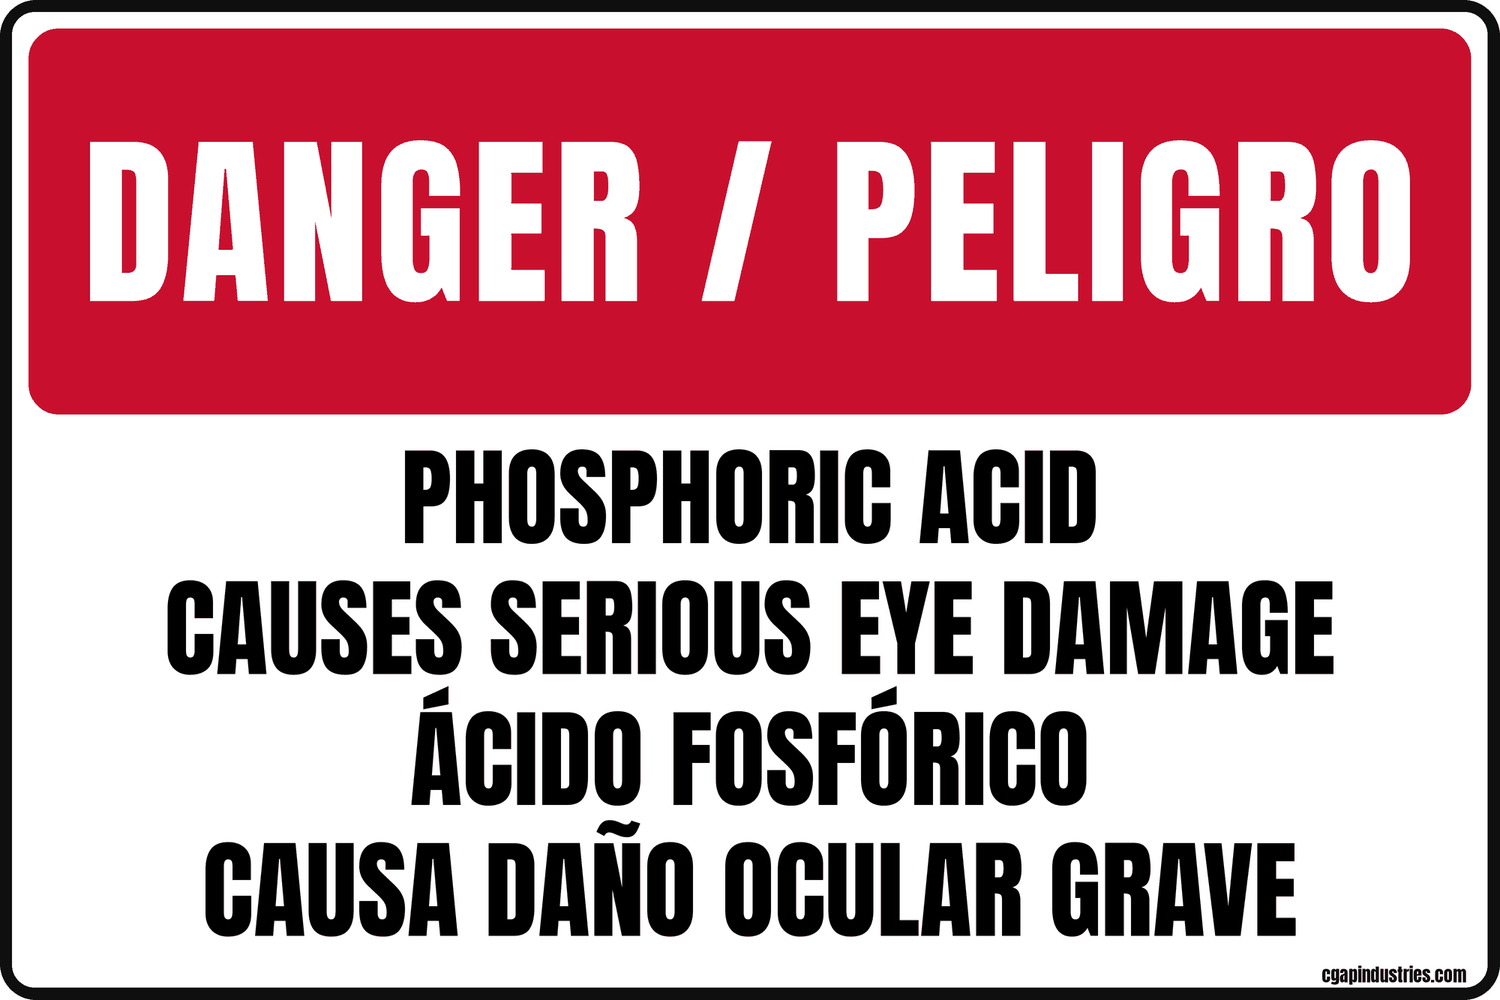 DANGER / PELIGRO
PHOSPHORIC ACID
CAUSES SERIOUS EYE DAMAGE
ÁCIDO FOSFÓRICO
CAUSA DAÑO OCULAR GRAVE
cgapindustries.com